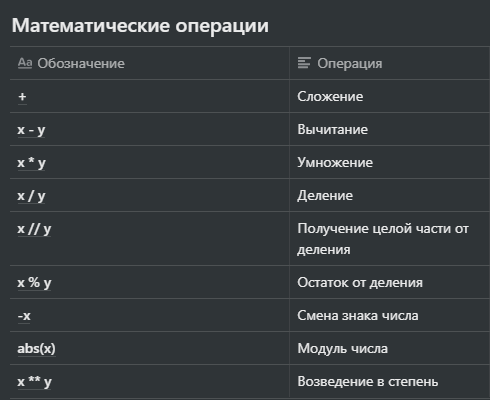 Математические операции
Aa Обозначение Операция
+ Сложение
x - y Вычитание
x * y Умножение
x / y Деление
x // y Получение целой части от
деления
x % y Остаток от деления
-x Смена знака числа
abs(x) Модуль числа
x ** y Возведение в степень